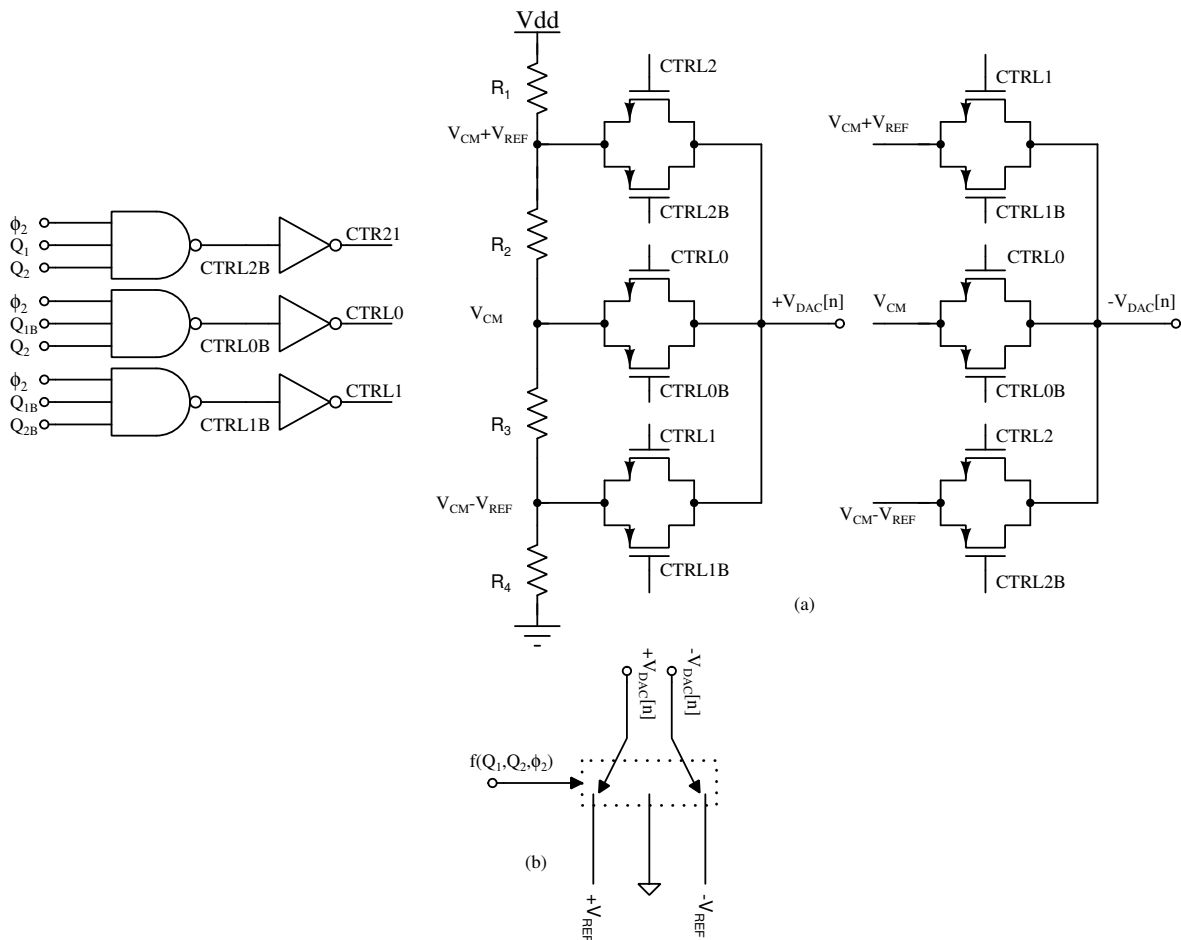 Vdd
R1
VCM+VREF
R2
VCM
R3
VCM-VREF
R4
ϕ2
Q1
Q2
CTRL2B
CTR21
ϕ2
Q1B
Q2
CTRL0B
CTRL0
ϕ2
Q1B
Q2B
CTRL1B
CTRL1
CTRL2
CTRL2B
CTRL0
CTRL0B
CTRL1
CTRL1B
+VDAC[n]
CTRL1
VCM+VREF
CTRL1B
CTRL0
VCM
CTRL0B
CTRL2
VCM-VREF
CTRL2B
-VDAC[n]
(a)
+VDAC[n]
-VDAC[n]
f(Q1,Q2,ϕ2)
(b)
+VREF
-VREF